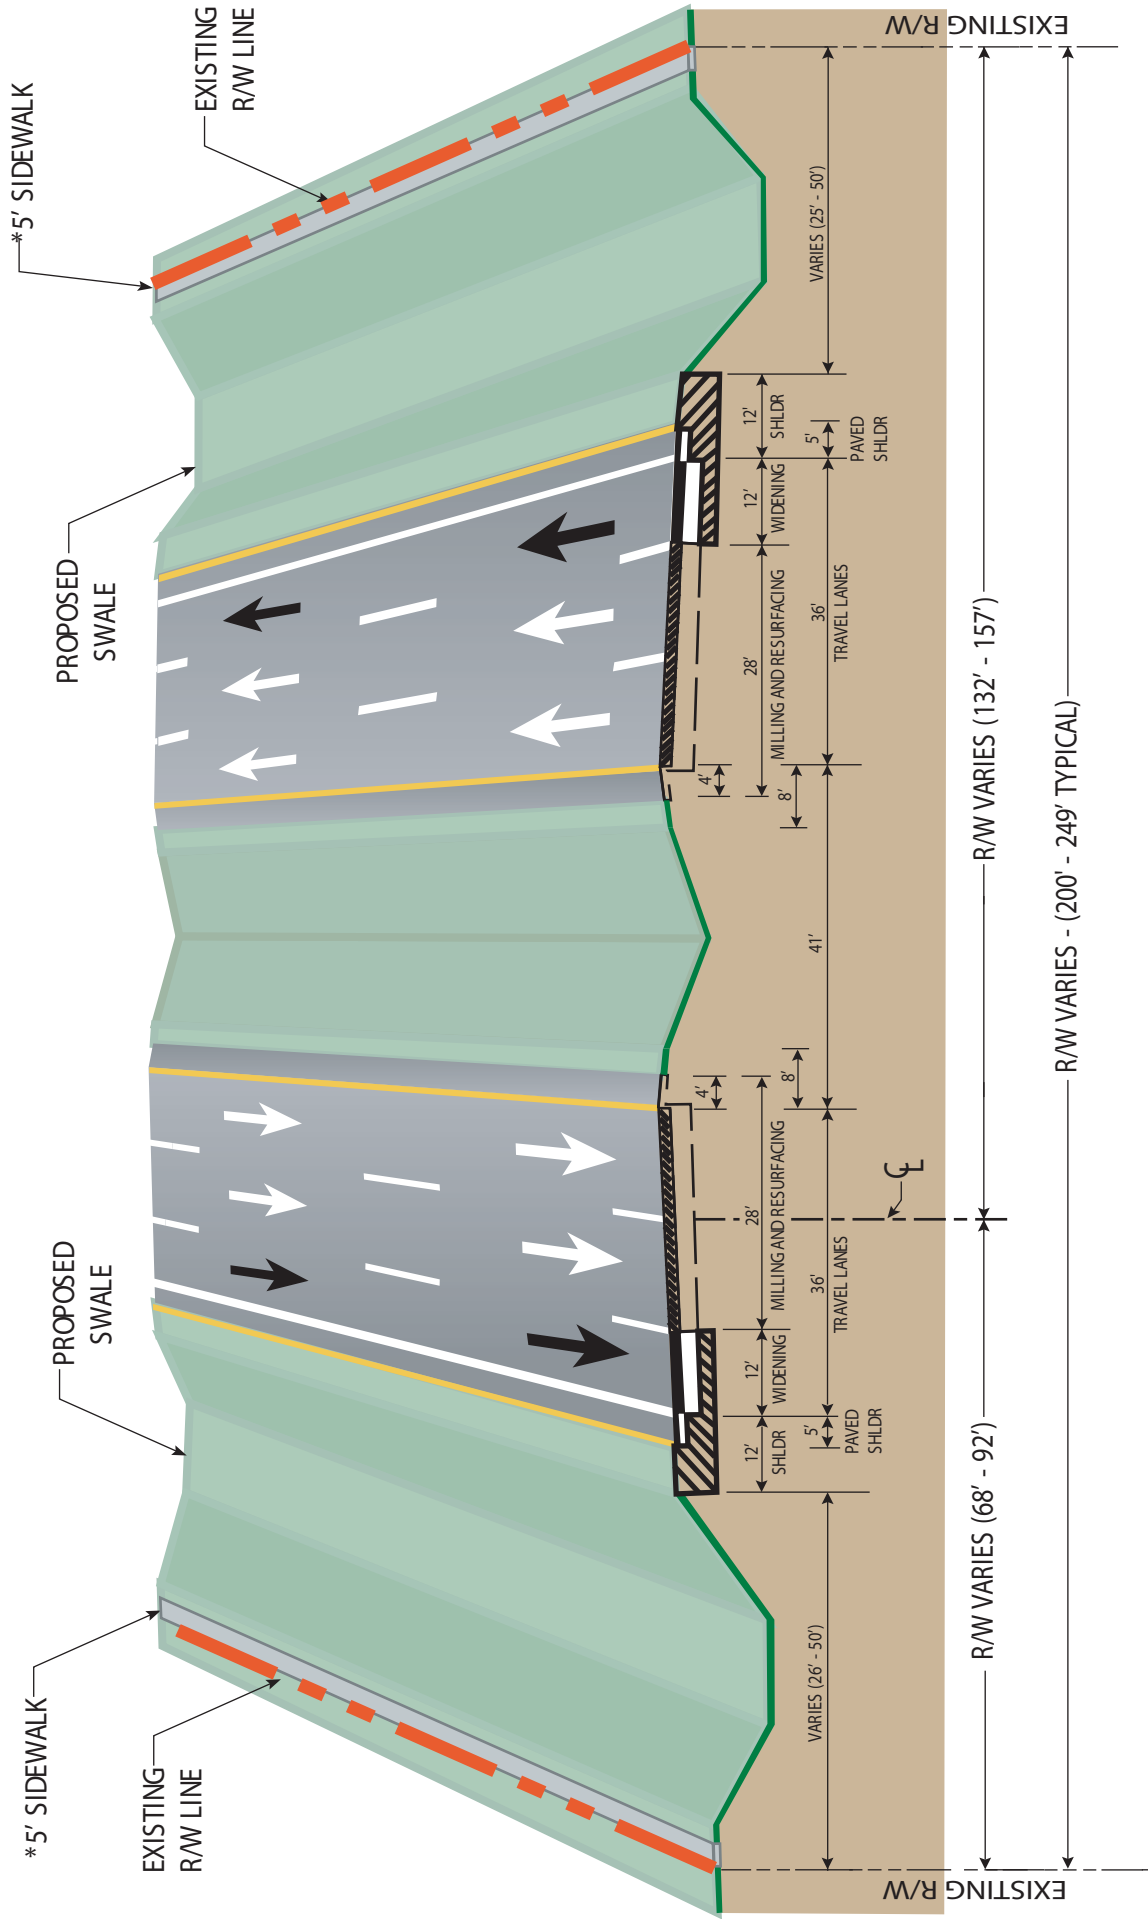 *5' SIDEWALK
EXISTING
R/W LINE
PROPOSED
SWALE
PROPOSED
SWALE
*5' SIDEWALK
EXISTING
R/W LINE
VARIES (26' - 50')
12'
SHLDR
5'
PAVED
SHLDR
12'
WIDENING
28'
MILLING AND RESURFACING
36'
TRAVEL LANES
4'
8'
41'
4'
8'
28'
MILLING AND RESURFACING
36'
TRAVEL LANES
12'
WIDENING
12'
SHLDR
5'
PAVED
SHLDR
VARIES (25' - 50')
CL
EXISTING R/W
EXISTING R/W
R/W VARIES (68' - 92')
R/W VARIES (132' - 157')
R/W VARIES - (200' - 249' TYPICAL)